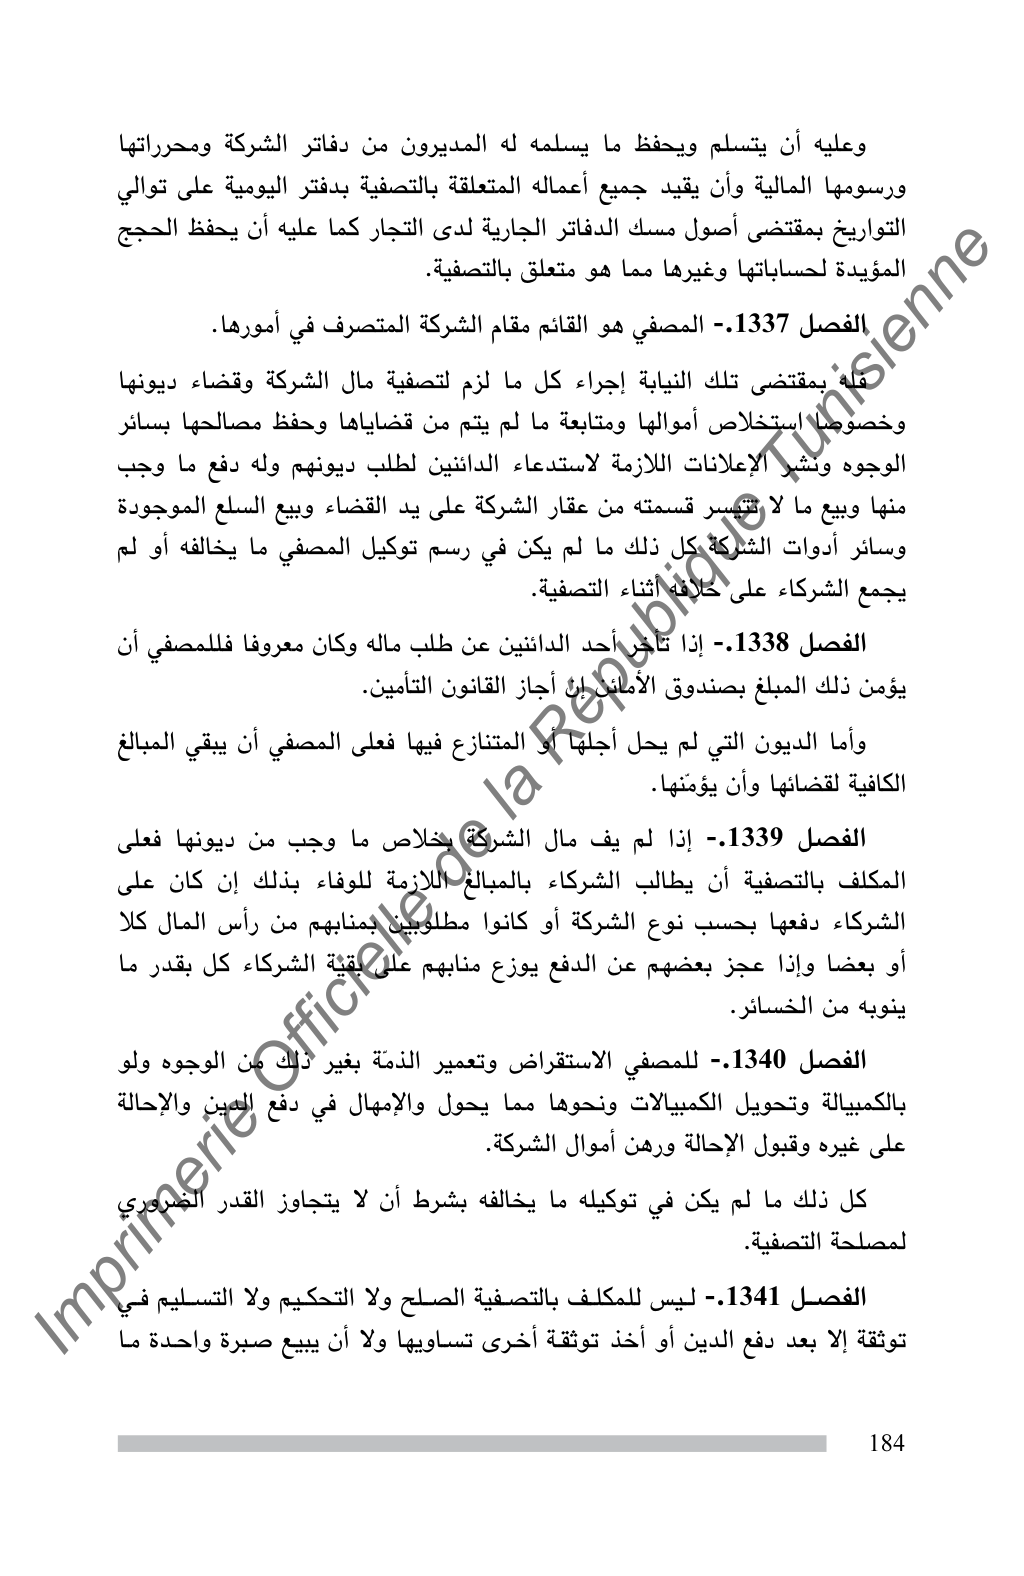 وعليه أن يتسلم ويحفظ ما يسلمه له المديرون من دفاتر الشركة ومحرراتها
ورسومها المالية وأن يقيد جميع أعماله المتعلقة بالتصفية بدفتر اليومية على توالي
التواريخ بمقتضى أصول مسك الدفاتر الجارية لدى التجار كما عليه أن يحفظ الحجج
المؤيدة لحساباتها وغيرها مما هو متعلق بالتصفية.
الفصل 1337.- المصفي هو القائم مقام الشركة المتصرف في أمورها.
فله بمقتضى تلك النيابة إجراء كل ما لزم لتصفية مال الشركة وقضاء ديونها
وخصوصا استخلاص أموالها ومتابعة ما لم يتم من قضاياها وحفظ مصالحها بسائر
الوجوه ونشر الإعلانات اللازمة لاستدعاء الدائنين لطلب ديونهم وله دفع ما وجب
منها وبيع ما لا تتيسر قسمته من عقار الشركة على يد القضاء وبيع السلع الموجودة
وسائر أدوات الشركة كل ذلك ما لم يكن في رسم توكيل المصفي ما يخالفه أو لم
يجمع الشركاء على خلافه أثناء التصفية.
الفصل 1338.- إذا تأخر أحد الدائنين عن طلب ماله وكان معروفا فللمصفي أن
يؤمن ذلك المبلغ بصندوق الأمائن إن أجاز القانون التأمين.
وأما الديون التي لم يحل أجلها أو المتنازع فيها فعلى المصفي أن يبقي المبالغ
الكافية لقضائها وأن يؤمّنها.
الفصل 1339.- إذا لم يف مال الشركة بخلاص ما وجب من ديونها فعلى
المكلف بالتصفية أن يطالب الشركاء بالمبالغ اللازمة للوفاء بذلك إن كان على
الشركاء دفعها بحسب نوع الشركة أو كانوا مطلوبين بمنابهم من رأس المال كلا
أو بعضا وإذا عجز بعضهم عن الدفع يوزع منابهم على بقيّة الشركاء كل بقدر ما
ينوبه من الخسائر.
الفصل 1340.- للمصفي الاستقراض وتعمير الذمّة بغير ذلك من الوجوه ولو
بالكمبيالة وتحويل الكمبيالات ونحوها مما يحول والإمهال في دفع الدين والإحالة
على غيره وقبول الإحالة ورهن أموال الشركة.
كل ذلك ما لم يكن في توكيله ما يخالفه بشرط أن لا يتجاوز القدر الضروري
لمصلحة التصفية.
الفصل 1341.- ليس للمكلف بالتصفية الصلح ولا التحكيم ولا التسليم في
توثقة إلا بعد دفع الدين أو أخذ توثقة أخرى تساويها ولا أن يبيع صبرة واحدة ما
184
Imprimerie Officielle de la République Tunisienne